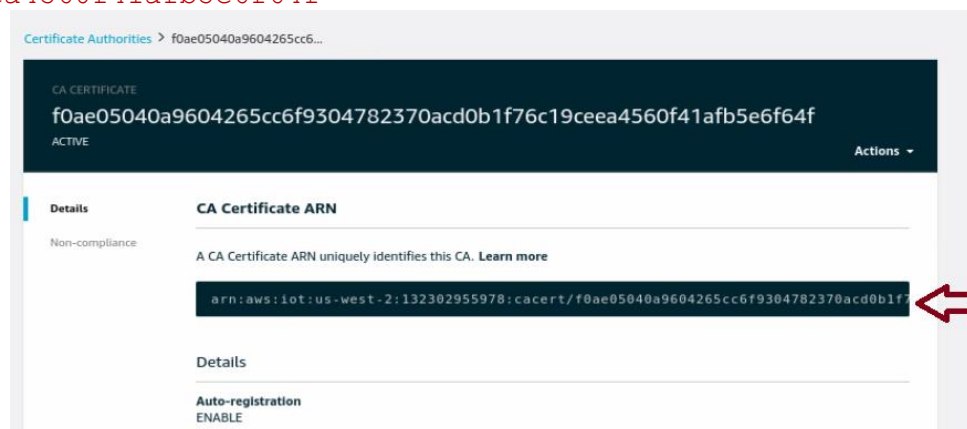 Certificate Authorities > f0ae05040a9604265cc6...
CA CERTIFICATE
f0ae05040a9604265cc6f9304782370acd0b1f76c19ceea4560f41afb5e6f64f
ACTIVE
Actions
Details
CA Certificate ARN
Non-compliance
A CA Certificate ARN uniquely identifies this CA. Learn more
arn:aws:iot:us-west-2:132302955978:cacert/f0ae05040a9604265cc6f9304782370acd0b1f7
Details
Auto-registration
ENABLE